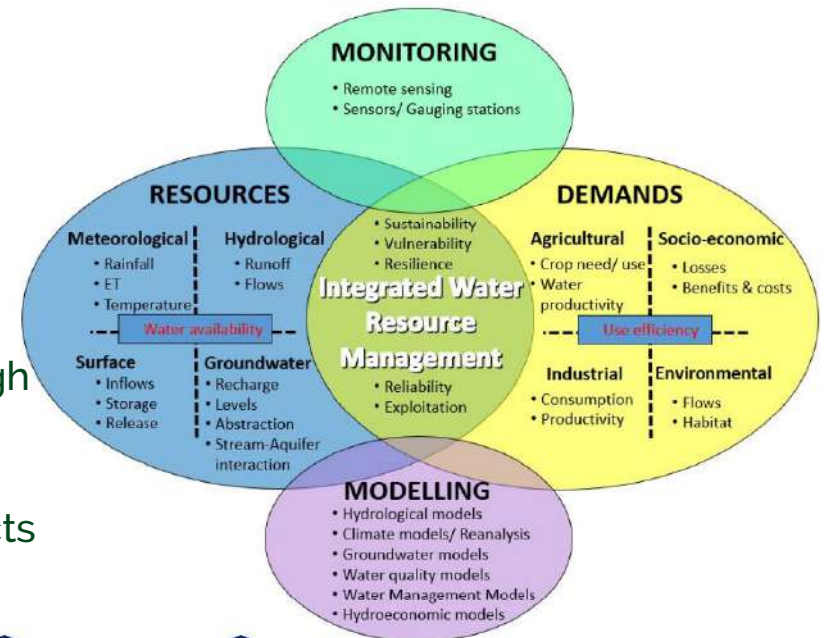 MONITORING
• Remote sensing
• Sensors/ Gauging stations
RESOURCES
Meteorological
• Rainfall
• ET
• Temperature
Hydrological
• Runoff
• Flows
Water availability
Surface
• Inflows
• Storage
• Release
Groundwater
• Recharge
• Levels
• Abstraction
• Stream-Aquifer
interaction
• Sustainability
• Vulnerability
• Resilience
Integrated Water
Resource
Management
• Reliability
• Exploitation
DEMANDS
Agricultural
• Crop need/ use
• Water
productivity
Socio-economic
• Losses
• Benefits & costs
Use efficiency
Industrial
• Consumption
• Productivity
Environmental
• Flows
• Habitat
MODELLING
• Hydrological models
• Climate models/ Reanalysis
• Groundwater models
• Water quality models
• Water Management Models
• Hydroeconomic models